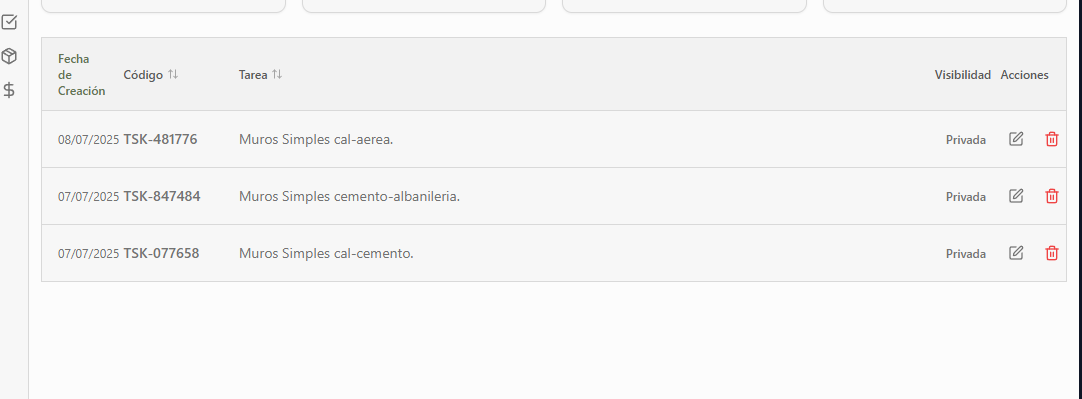 Fecha
de
Creación
Código
Tarea
Visibilidad
Acciones
08/07/2025 TSK-481776 Muros Simples cal-aerea. Privada
07/07/2025 TSK-847484 Muros Simples cemento-albanileria. Privada
07/07/2025 TSK-077658 Muros Simples cal-cemento. Privada